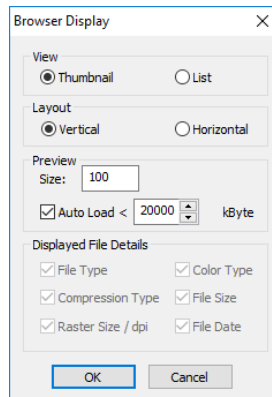 Browser Display
View
Thumbnail List
Layout
Vertical Horizontal
Preview
Size: 100
Auto Load < 20000 kByte
Displayed File Details
File Type Color Type
Compression Type File Size
Raster Size / dpi File Date
OK Cancel